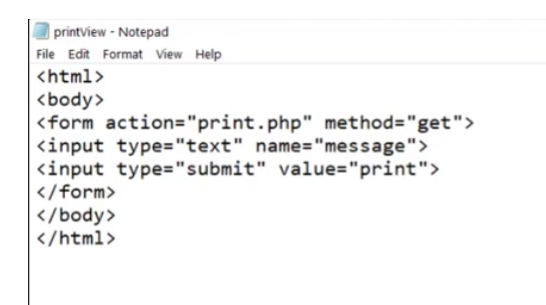 printView - Notepad
File Edit Format View Help
<html>
<body>
<form action="print.php" method="get">
<input type="text" name="message">
<input type="submit" value="print">
</form>
</body>
</html>